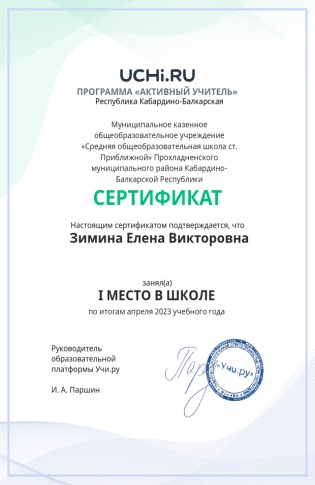 UCHi.RU
ПРОГРАММА «АКТИВНЫЙ УЧИТЕЛЬ»
Республика Кабардино-Балкарская
Муниципальное казенное
общеобразовательное учреждение
«Средняя общеобразовательная школа ст.
Приближной» Прохладненского
муниципального района Кабардино-
Балкарской Республики
СЕРТИФИКАТ
Настоящим сертификатом подтверждается, что
Зимина Елена Викторовна
занял(а)
I МЕСТО В ШКОЛЕ
по итогам апреля 2023 учебного года
Руководитель
образовательной
платформы Учи.ру
И. А. Паршин
«Учи.ру»